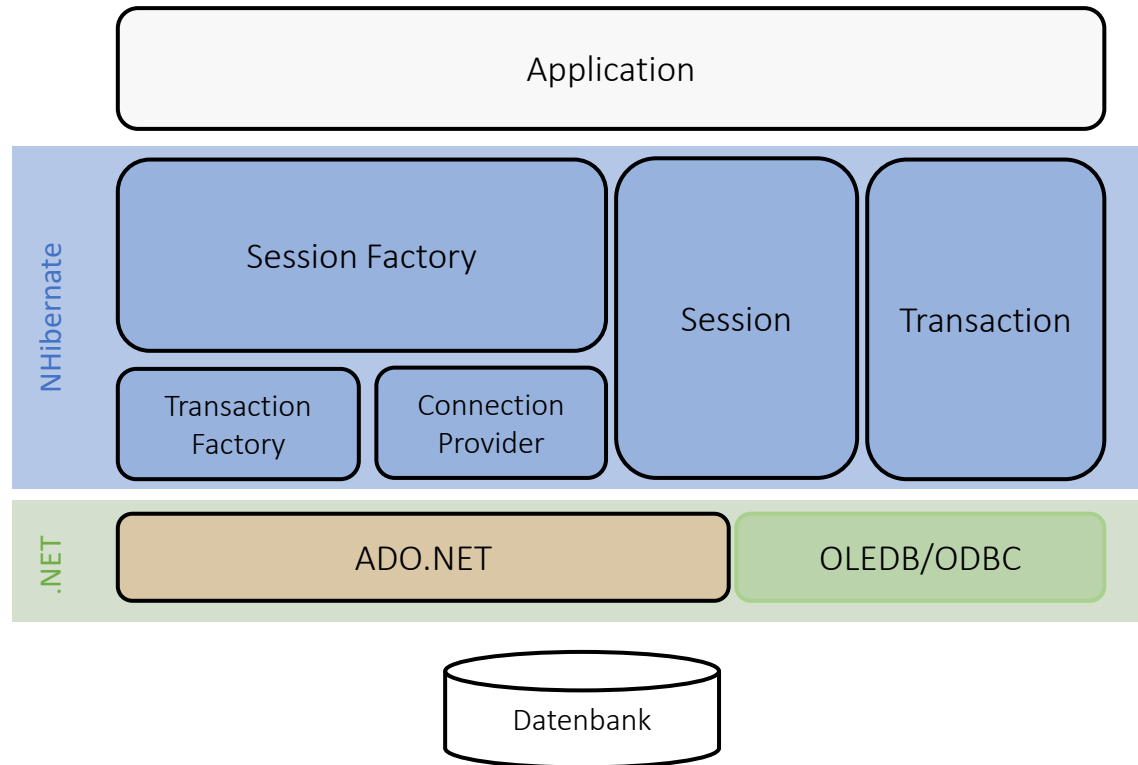 Application
NHibernate
Session Factory
Session
Transaction
Transaction
Factory
Connection
Provider
.NET
ADO.NET
OLEDB/ODBC
Datenbank